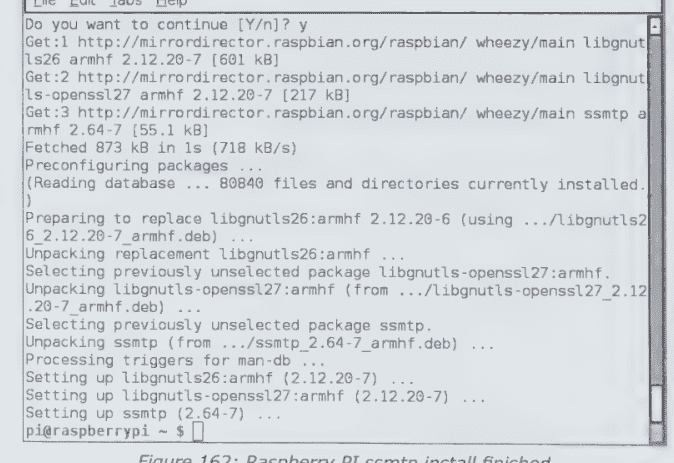 File Edit Tabs Help
Do you want to continue [Y/n]? y
Get:1 http://mirrordirector.raspbian.org/raspbian/ wheezy/main libgnut
ls26 armhf 2.12.20-7 [601 kB]
Get:2 http://mirrordirector.raspbian.org/raspbian/ wheezy/main libgnut
ls-openssl27 armhf 2.12.20-7 [217 kB]
Get:3 http://mirrordirector.raspbian.org/raspbian/ wheezy/main ssmtp a
rmhf 2.64-7 [55.1 kB]
Fetched 873 kB in 1s (718 kB/s)
Preconfiguring packages ...
(Reading database ... 80840 files and directories currently installed.
)
Preparing to replace libgnutls26:armhf 2.12.20-6 (using .../libgnutls2
6_2.12.20-7_armhf.deb) ...
Unpacking replacement libgnutls26:armhf ...
Selecting previously unselected package libgnutls-openssl27:armhf.
Unpacking libgnutls-openssl27:armhf (from .../libgnutls-openssl27_2.12
.20-7_armhf.deb) ...
Selecting previously unselected package ssmtp.
Unpacking ssmtp (from .../ssmtp_2.64-7_armhf.deb) ...
Processing triggers for man-db ...
Setting up libgnutls26:armhf (2.12.20-7) ...
Setting up libgnutls-openssl27:armhf (2.12.20-7) ...
Setting up ssmtp (2.64-7) ...
pi@raspberrypi ~ $
Figure 162: Raspberry PI ssmtp install finished